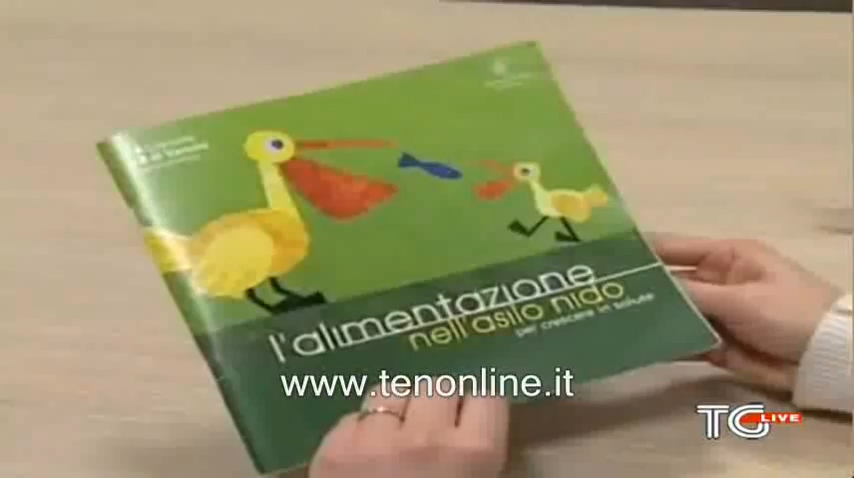 l'alimentazione
nell'asilo nido
per crescere in salute
www.tenonline.it
TG LIVE